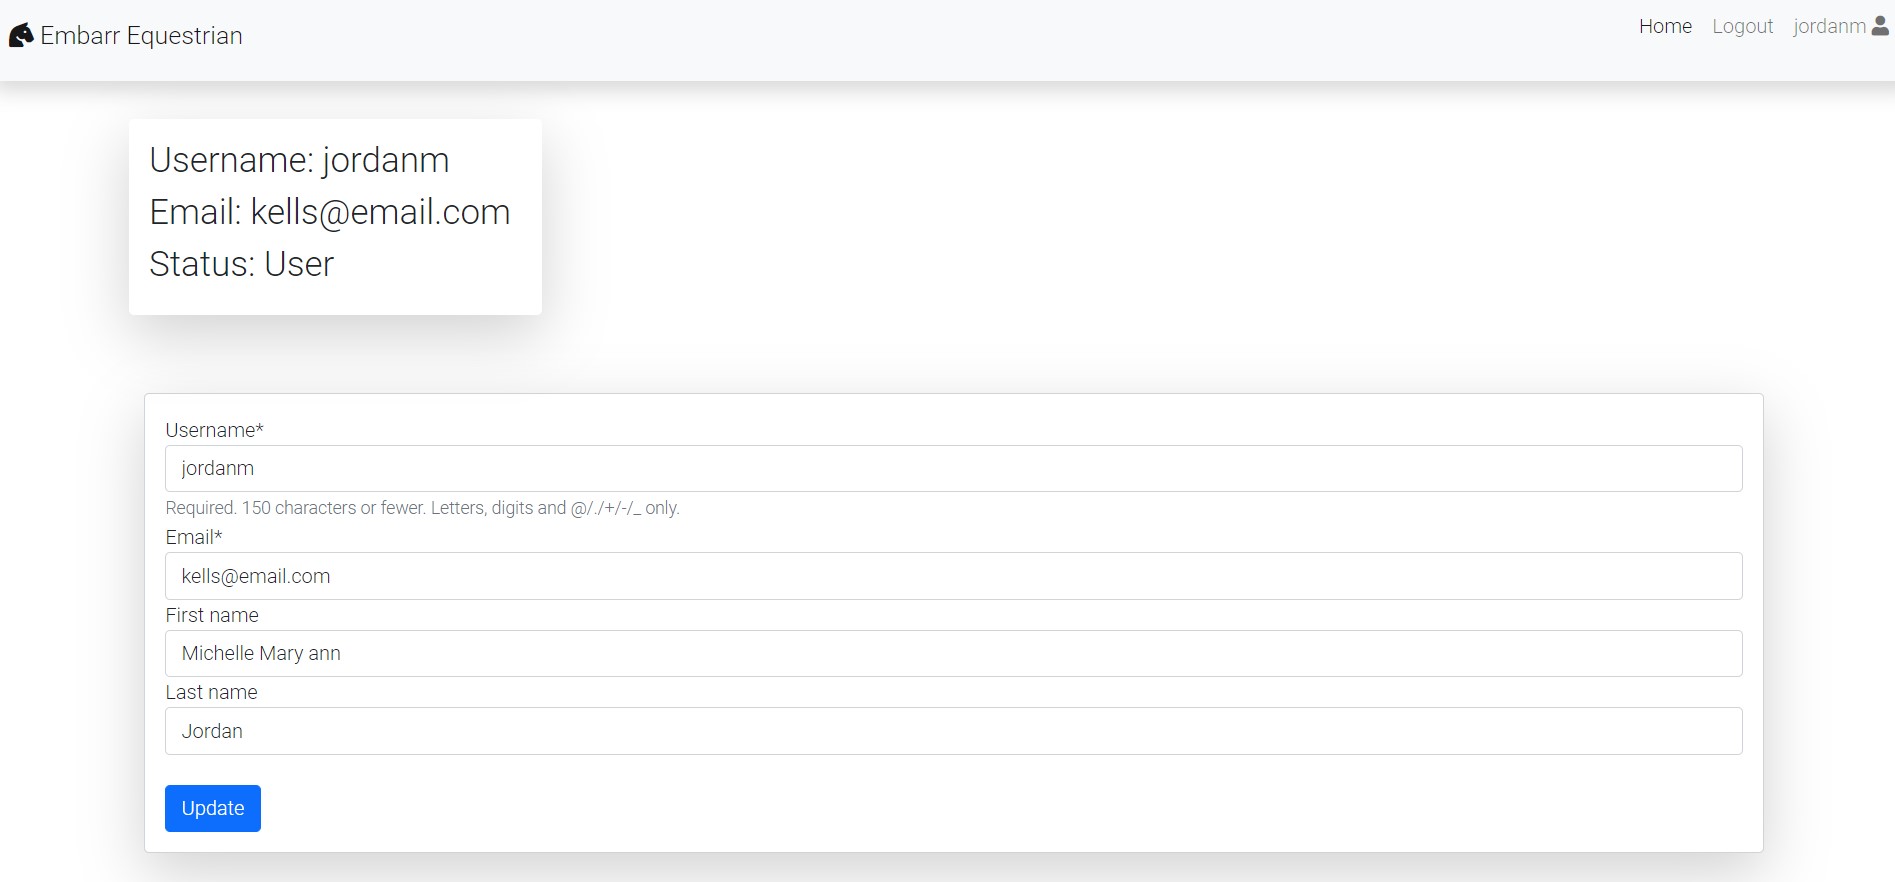 Embarr Equestrian
Home Logout jordanm
Username: jordanm
Email: kells@email.com
Status: User
Username*
jordanm
Required. 150 characters or fewer. Letters, digits and @/./+/-/_ only.
Email*
kells@email.com
First name
Michelle Mary ann
Last name
Jordan
Update